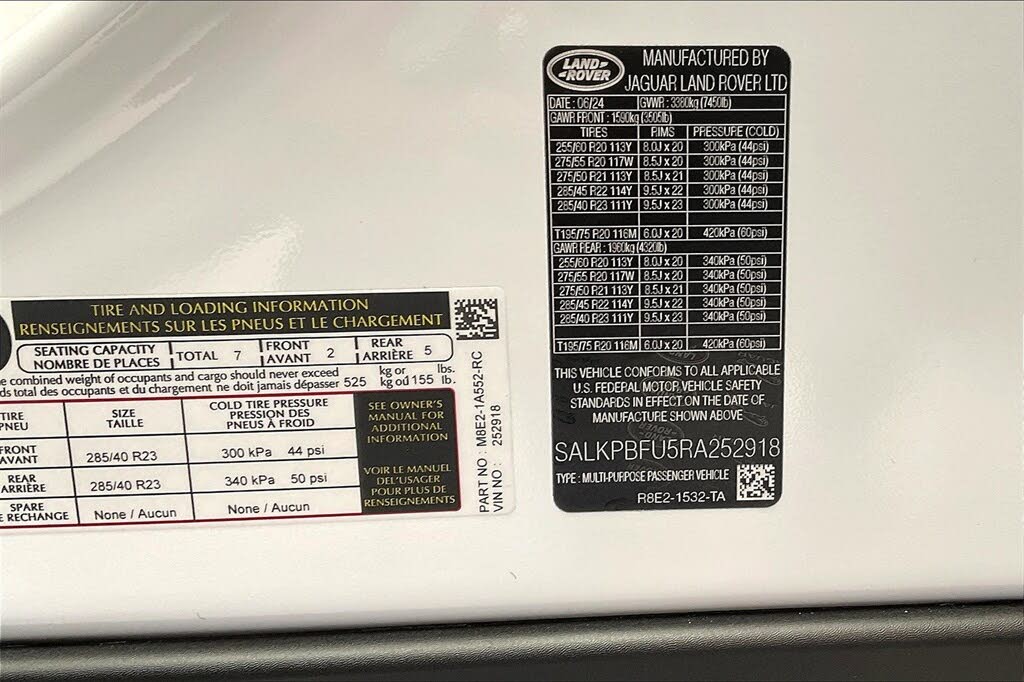 TIRE AND LOADING INFORMATION
RENSEIGNEMENTS SUR LES PNEUS ET LE CHARGEMENT
SEATING CAPACITY
NOMBRE DE PLACES
TOTAL 7
FRONT
AVANT 2
REAR
ARRIÈRE 5
combined weight of occupants and cargo should never exceed
total des occupants et du chargement ne doit jamais dépasser 525
kg or
kg od 155
lbs.
lb.
SIZE
TAILLE
COLD TIRE PRESSURE
PRESSION DES
PNEUS À FROID
285/40 R23 300 kPa 44 psi
REAR
ARRIÈRE
285/40 R23 340 kPa 50 psi
SPARE
RECHANGE
None / Aucun None / Aucun
SEE OWNER'S
MANUAL FOR
ADDITIONAL
INFORMATION
VOIR LE MANUEL
DEL'USAGER
POUR PLUS DE
RENSEIGNEMENTS
PART NO : M8E2-1A552-RC
VIN NO : 252918
LAND-
-ROVER
MANUFACTURED BY
JAGUAR LAND ROVER LTD
DATE : 06/24 GVWR : 3380kg (7450lb)
GAWR FRONT : 1590kg (3505lb)
TIRES RIMS PRESSURE (COLD)
255/60 R20 113Y 8.0J x 20 300kPa (44psi)
275/55 R20 117W 8.5J x 20 300kPa (44psi)
275/50 R21 113Y 8.5J x 21 300kPa (44psi)
285/45 R22 114Y 9.5J x 22 300kPa (44psi)
285/40 R23 111Y 9.5J x 23 300kPa (44psi)
T195/75 R20 116M 6.0J x 20 420kPa (60psi)
GAWR REAR : 1960kg (4320lb)
255/60 R20 113Y 8.0J x 20 340kPa (50psi)
275/55 R20 117W 8.5J x 20 340kPa (50psi)
275/50 R21 113Y 8.5J x 21 340kPa (50psi)
285/45 R22 114Y 9.5J x 22 340kPa (50psi)
285/40 R23 111Y 9.5J x 23 340kPa (50psi)
T195/75 R20 116M 6.0J x 20 420kPa (60psi)
THIS VEHICLE CONFORMS TO ALL APPLICABLE
U.S. FEDERAL MOTOR VEHICLE SAFETY
STANDARDS IN EFFECT ON THE DATE OF
MANUFACTURE SHOWN ABOVE
SALKPBFU5RA252918
TYPE : MULTI-PURPOSE PASSENGER VEHICLE
R8E2-1532-TA